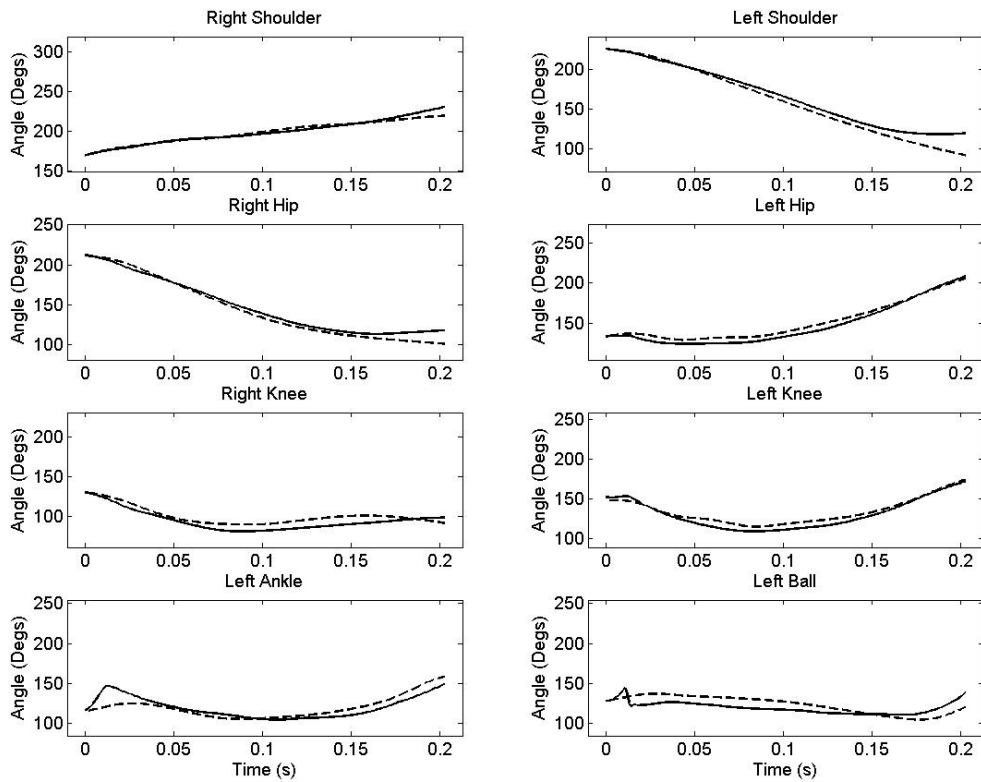 Right Shoulder
Left Shoulder
Angle (Degs)
300
250
200
150
0 0.05 0.1 0.15 0.2
Angle (Degs)
200
150
100
0 0.05 0.1 0.15 0.2
Right Hip
Left Hip
Angle (Degs)
250
200
150
100
0 0.05 0.1 0.15 0.2
Angle (Degs)
250
200
150
0 0.05 0.1 0.15 0.2
Right Knee
Left Knee
Angle (Degs)
200
150
100
0 0.05 0.1 0.15 0.2
Angle (Degs)
250
200
150
100
0 0.05 0.1 0.15 0.2
Left Ankle
Left Ball
Angle (Degs)
250
200
150
100
0 0.05 0.1 0.15 0.2
Time (s)
Angle (Degs)
250
200
150
100
0 0.05 0.1 0.15 0.2
Time (s)